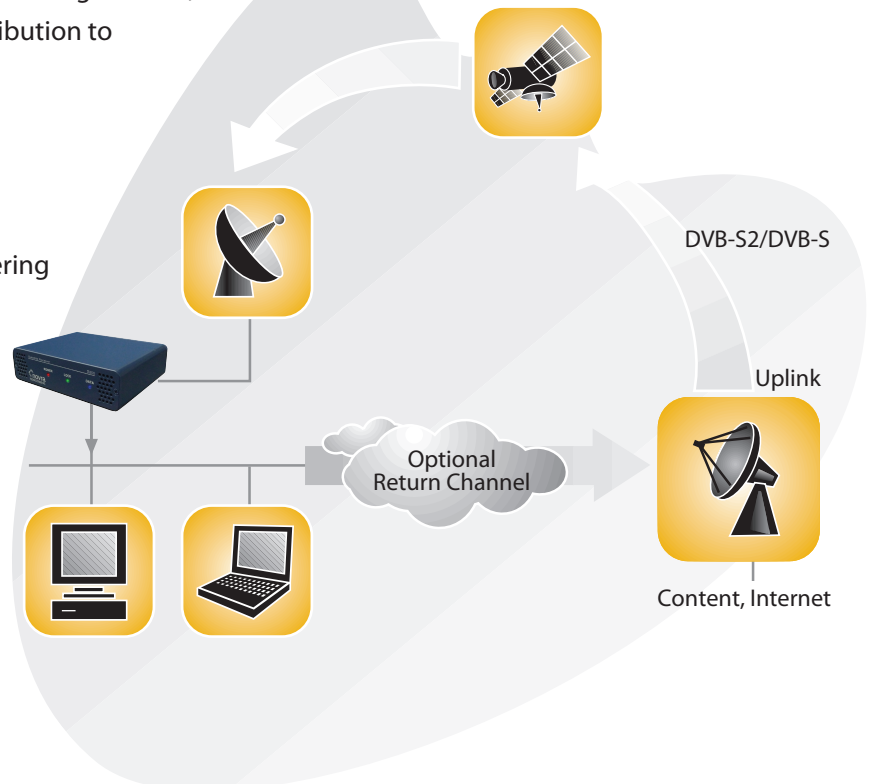 ibution to
ering
DVB-S2/DVB-S
Uplink
Optional
Return Channel
Content, Internet